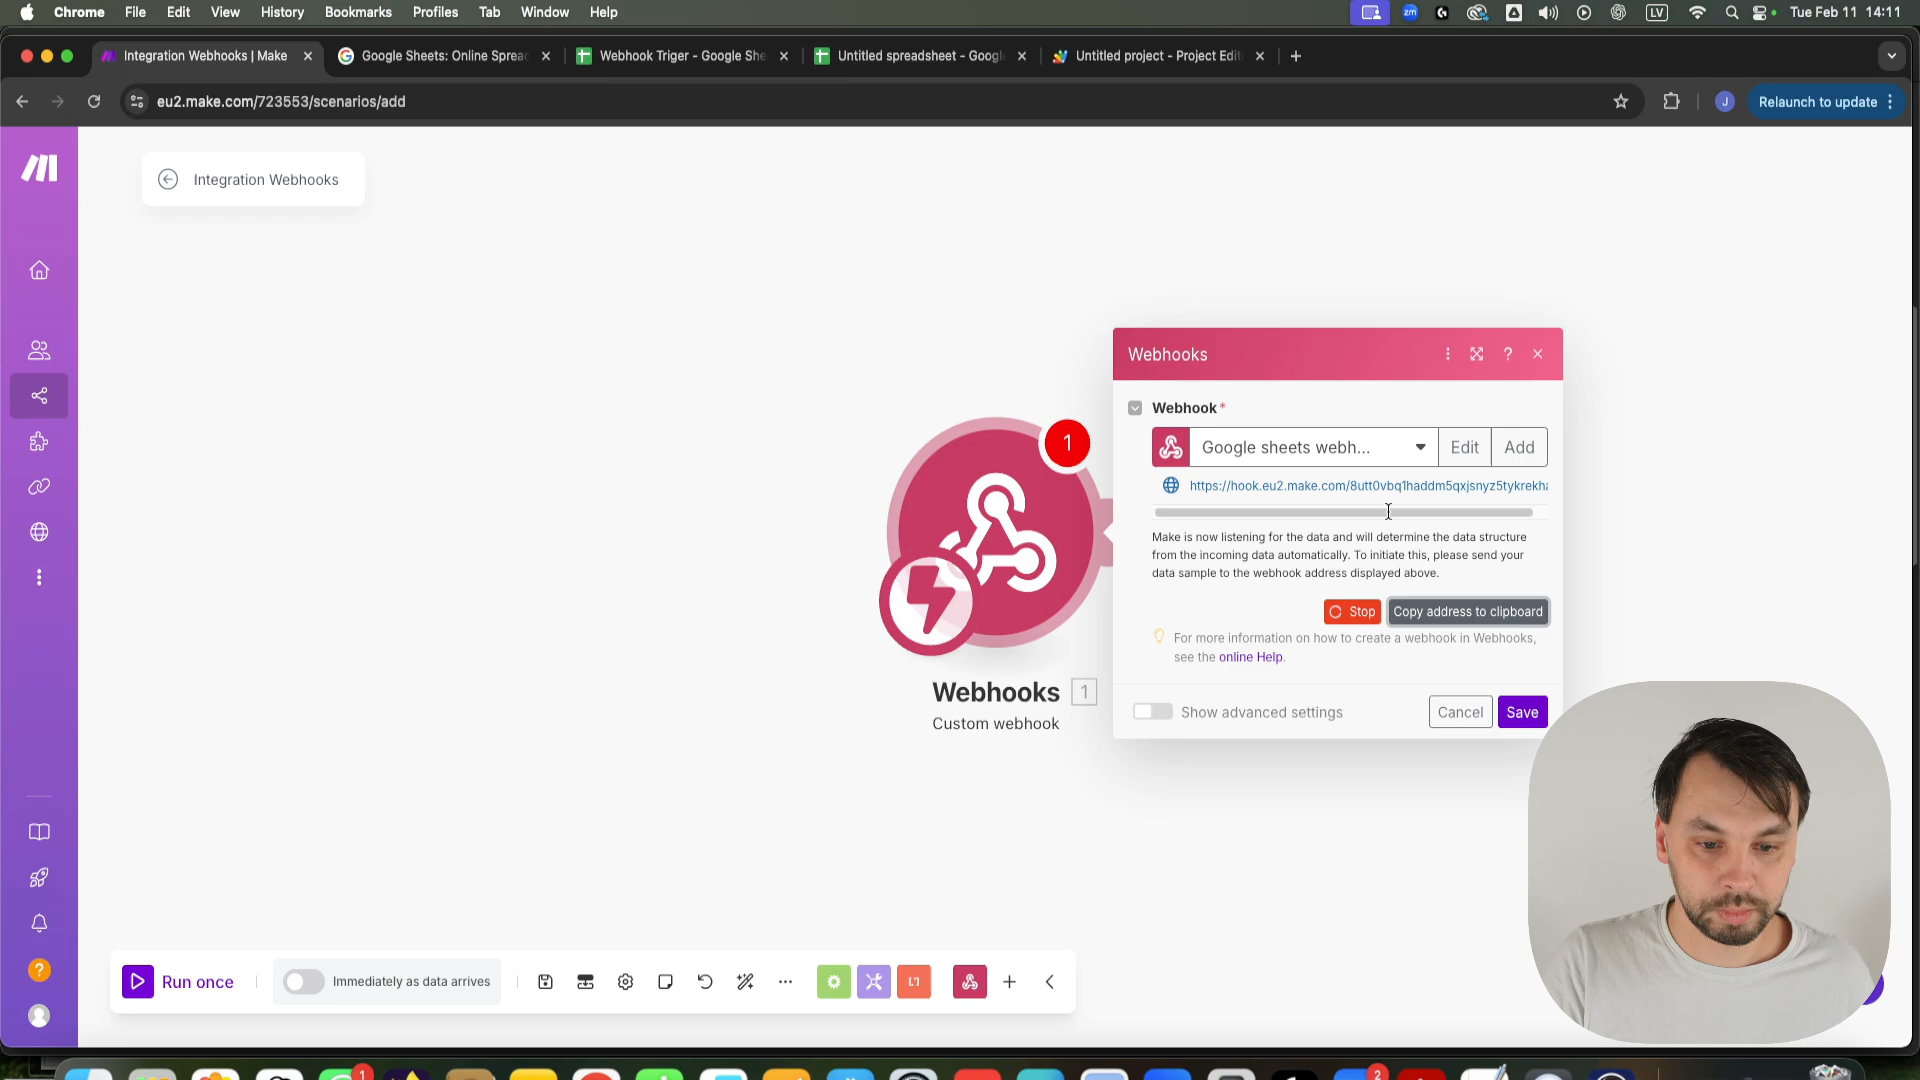 Chrome File Edit View History Bookmarks Profiles Tab Window Help
zm LV Tue Feb 11 14:11
Integration Webhooks | Make
Google Sheets: Online Sprea
Webhook Triger - Google She
Untitled spreadsheet - Googl
Untitled project - Project Edit
eu2.make.com/723553/scenarios/add
J
Relaunch to update
Integration Webhooks
Webhooks
?
Webhook *
Google sheets webh...
Edit
Add
https://hook.eu2.make.com/8utt0vbq1haddm5qxjsnyz5tykrekha
Make is now listening for the data and will determine the data structure
from the incoming data automatically. To initiate this, please send your
data sample to the webhook address displayed above.
Stop
Copy address to clipboard
For more information on how to create a webhook in Webhooks,
see the online Help.
Show advanced settings
Cancel
Save
1
Webhooks 1
Custom webhook
?
Run once
Immediately as data arrives
1
2